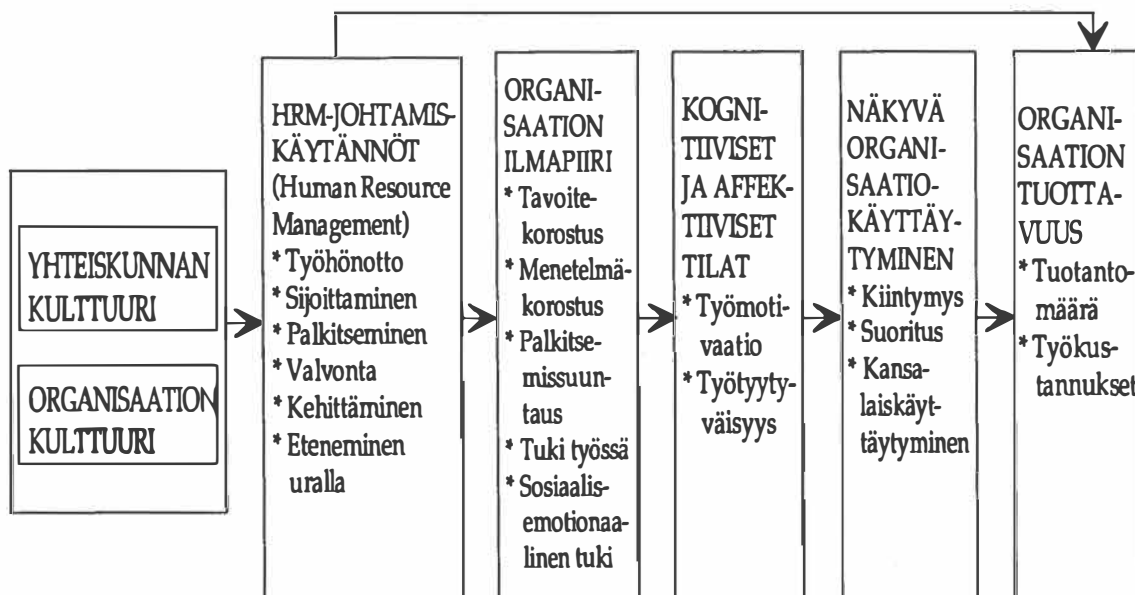 YHTEISKUNNAN
KULTTUURI
ORGANISAATION
KULTTUURI
HRM-JOHTAMIS-
KÄYTÄNNÖT
(Human Resource
Management)
* Työhönotto
* Sijoittaminen
* Palkitseminen
* Valvonta
* Kehittäminen
* Eteneminen
uralla
ORGANI-
SAATION
ILMAPIIRI
* Tavoite-
korostus
* Menetelmä-
korostus
* Palkitse-
missuun-
taus
* Tuki työssä
* Sosiaalis-
emotionaa-
linen tuki
KOGNI-
TIIVISET
JA AFFEK-
TIIVISET
TILAT
* Työmoti-
vaatio
* Työtyyty-
väisyys
NÄKYVÄ
ORGANI-
SAATIO-
KÄYTTÄY-
TYMINEN
* Kiintymys
* Suoritus
* Kansa-
laiskäyt-
täytyminen
ORGANI-
SAATION
TUOTTA-
VUUS
* Tuotanto-
määrä
* Työkus-
tannukset